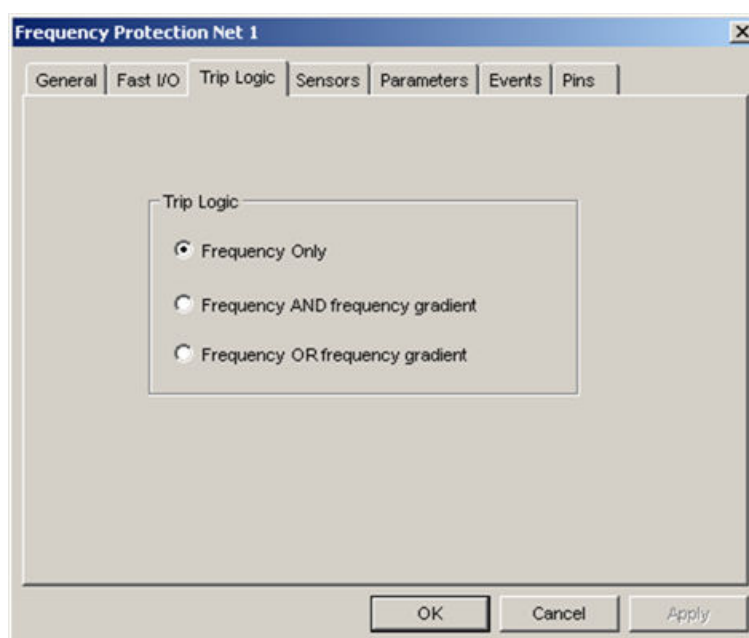 Frequency Protection Net 1
General Fast I/O Trip Logic Sensors Parameters Events Pins
Trip Logic
Frequency Only
Frequency AND frequency gradient
Frequency OR frequency gradient
OK Cancel Apply